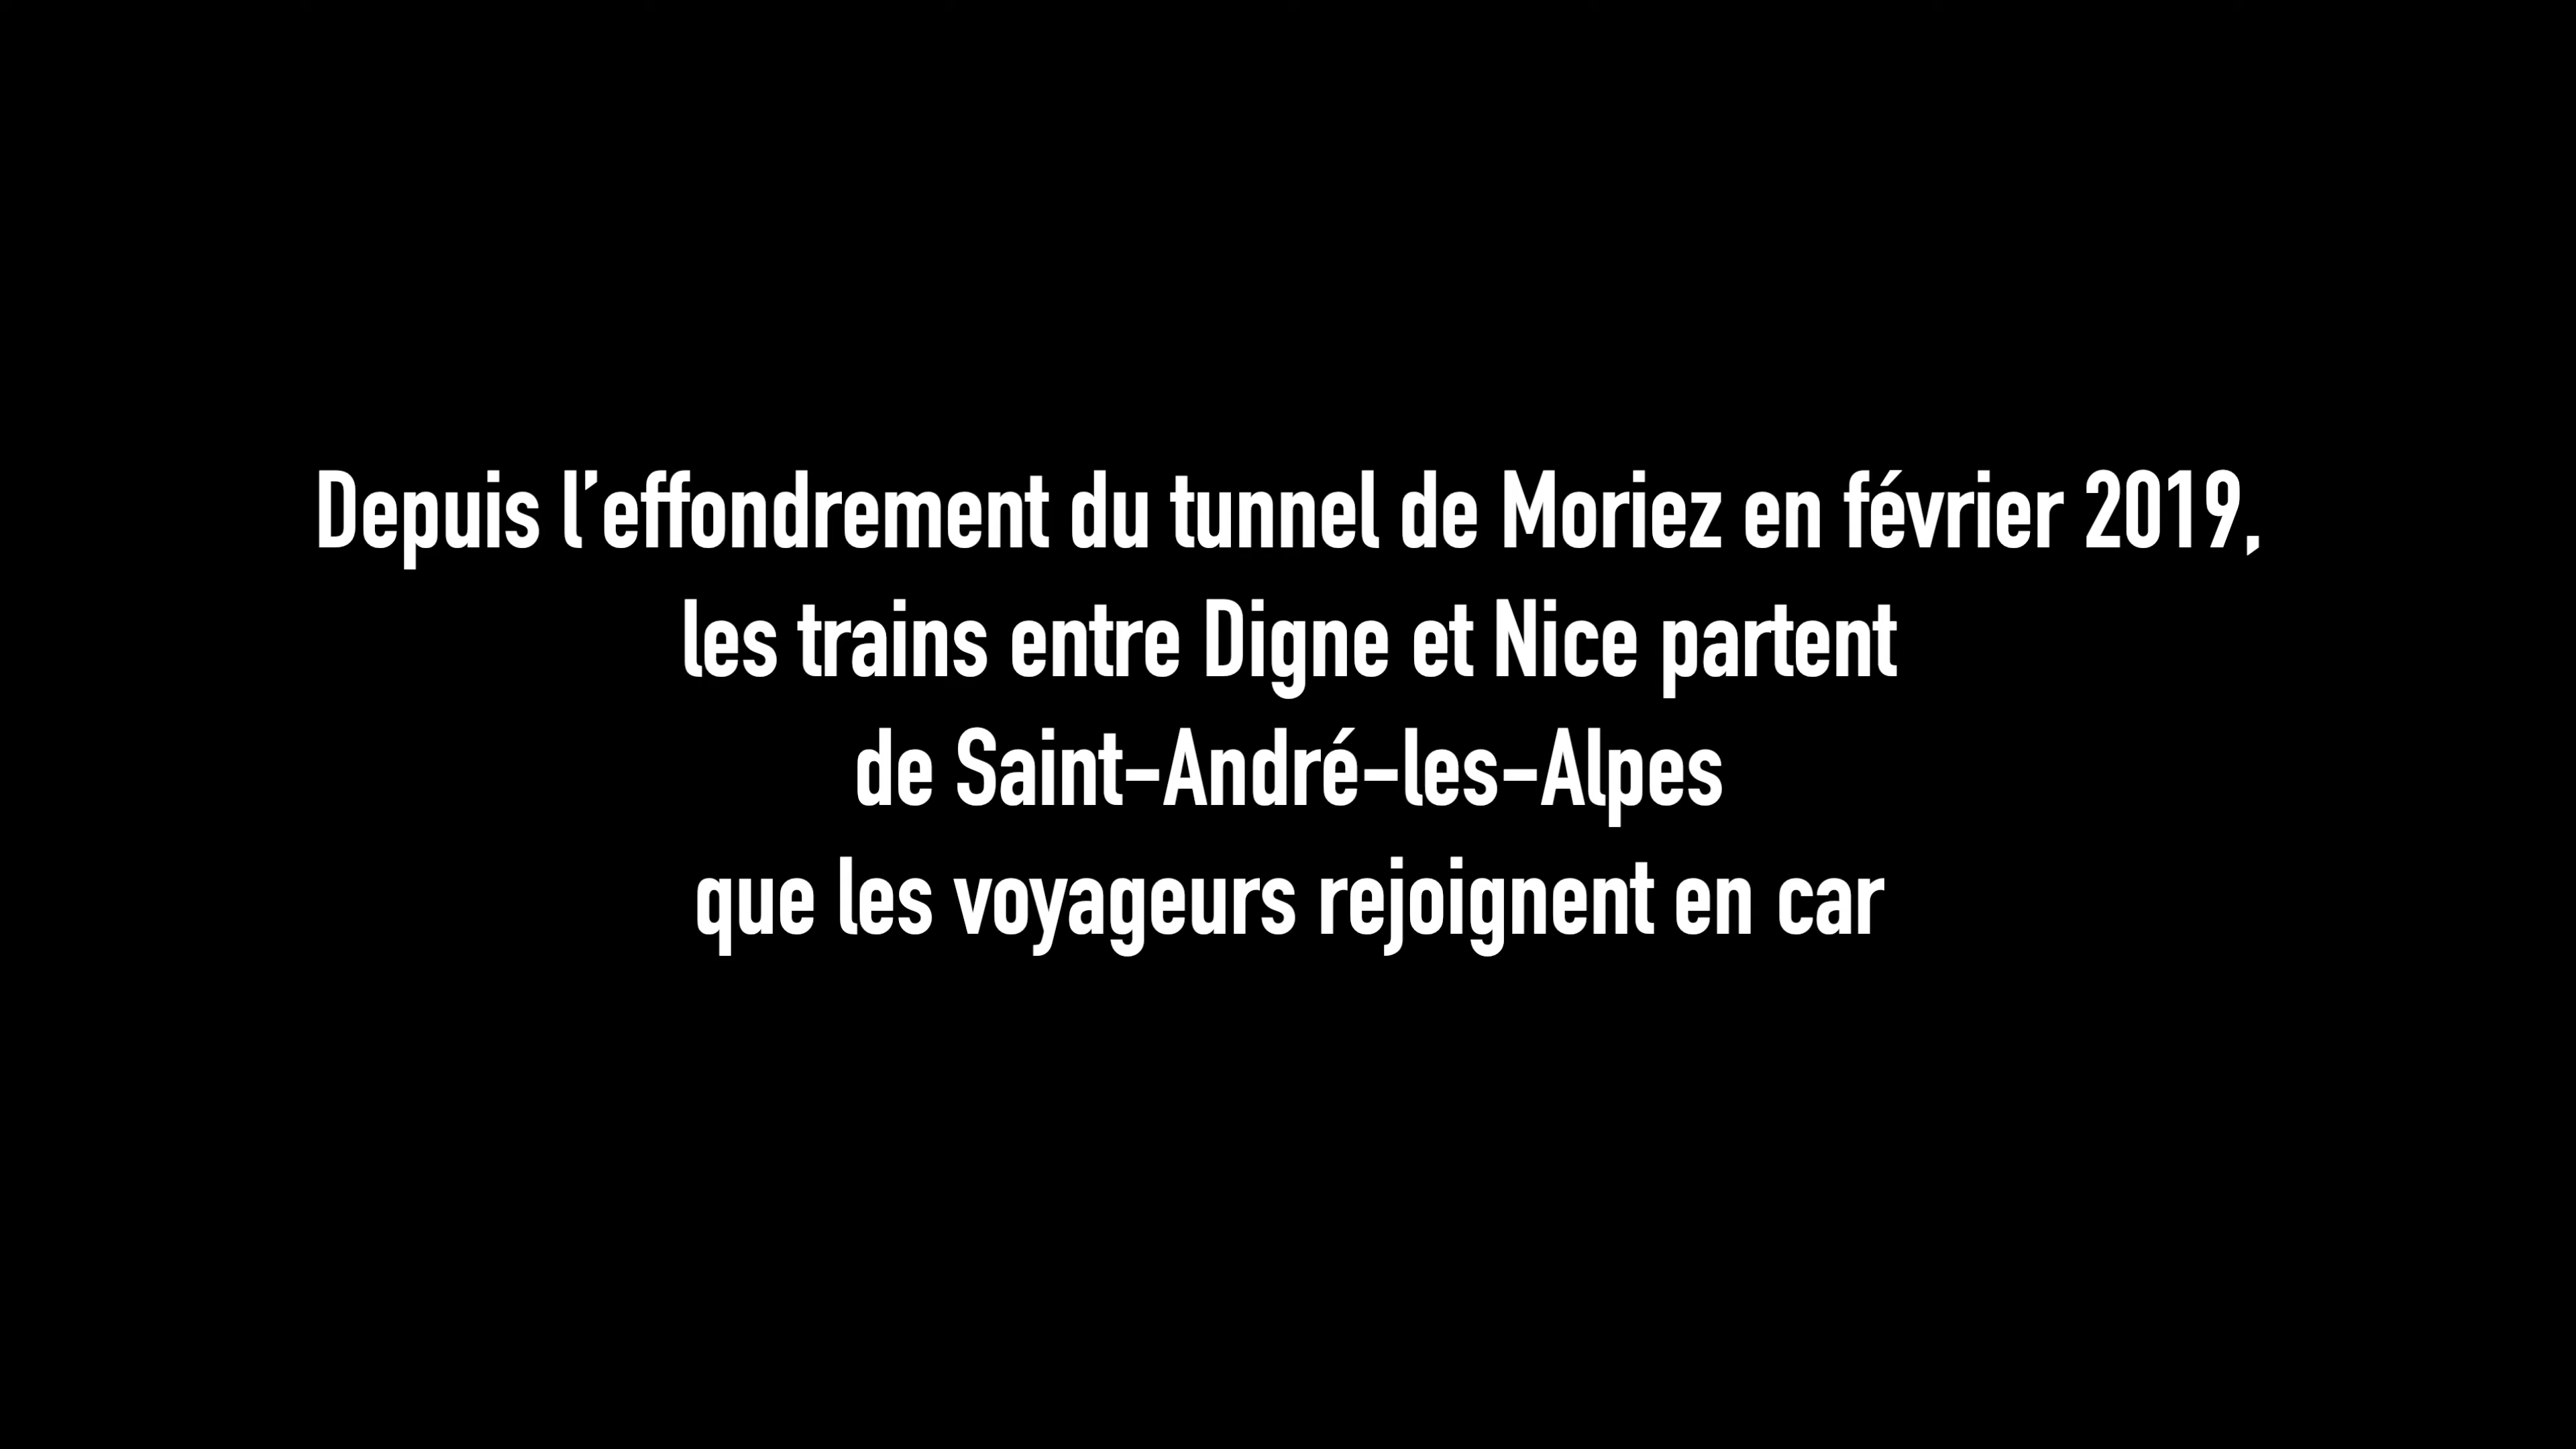 Depuis l’effondrement du tunnel de Moriez en février 2019,
les trains entre Digne et Nice partent
de Saint-André-les-Alpes
que les voyageurs rejoignent en car